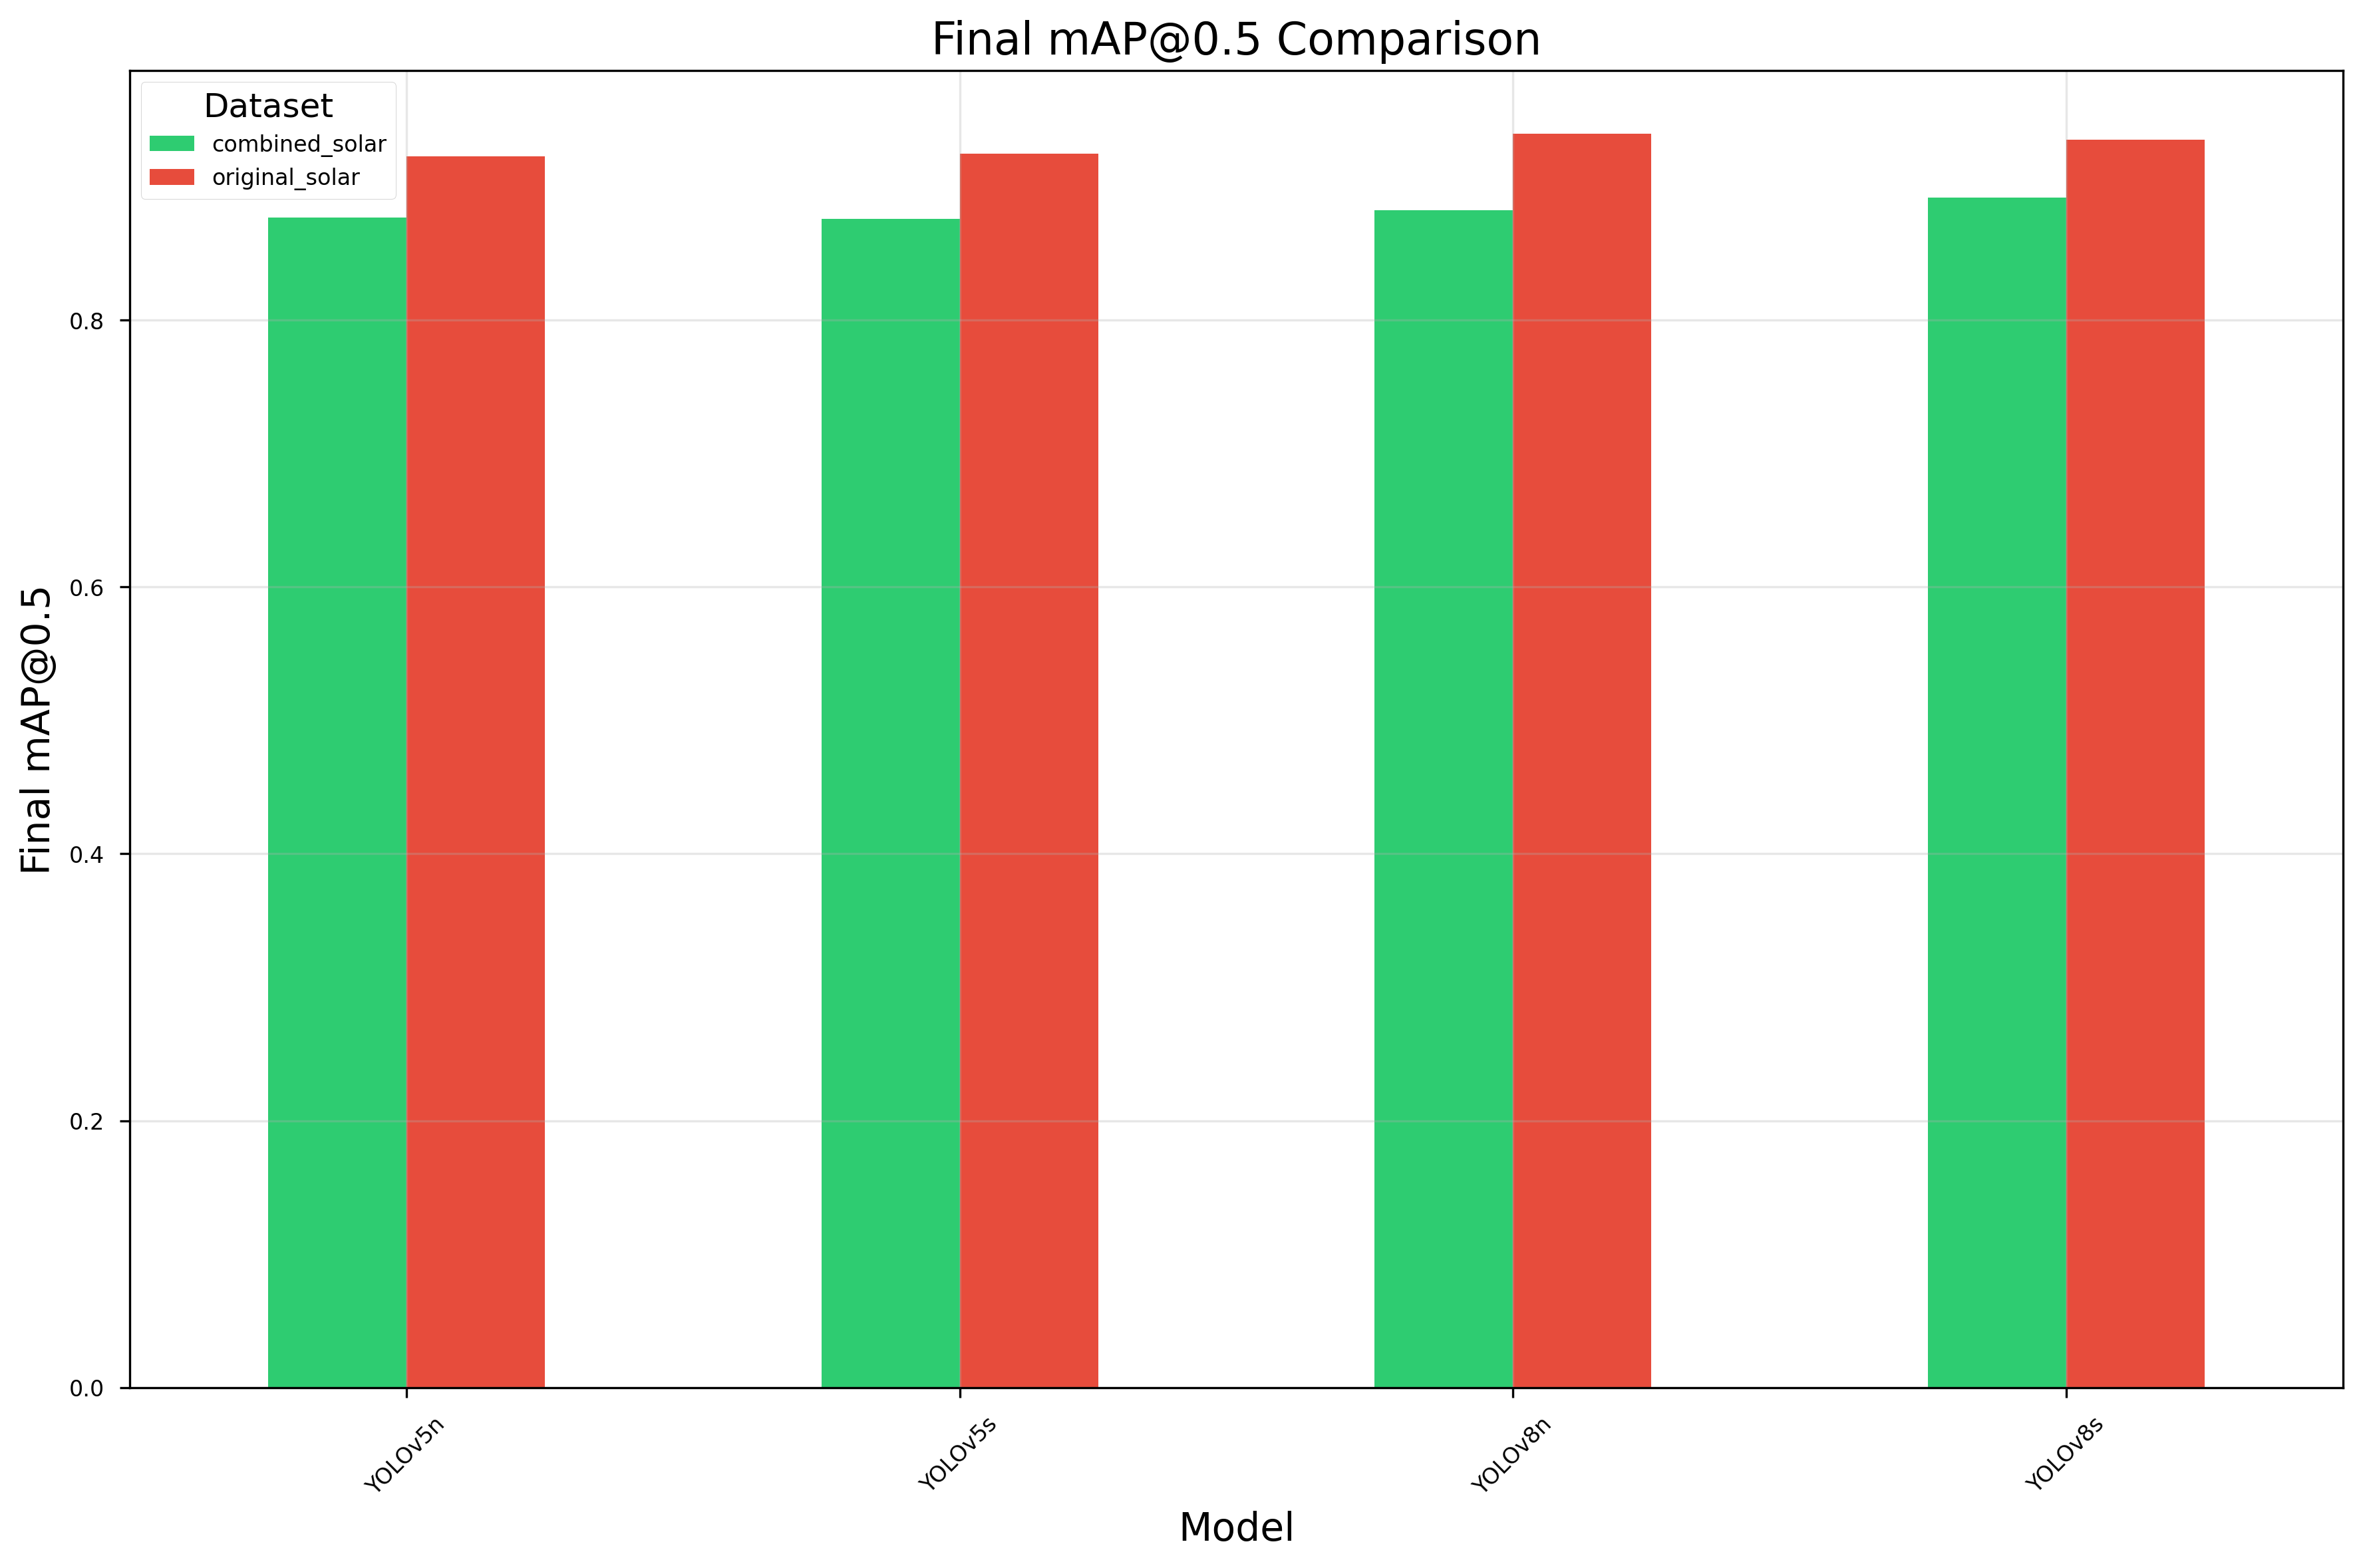 Final mAP@0.5 Comparison
Dataset
combined_solar
original_solar
Final mAP@0.5
0.8
0.6
0.4
0.2
0.0
YOLOv5n
YOLOv5s
YOLOv8n
YOLOv8s
Model